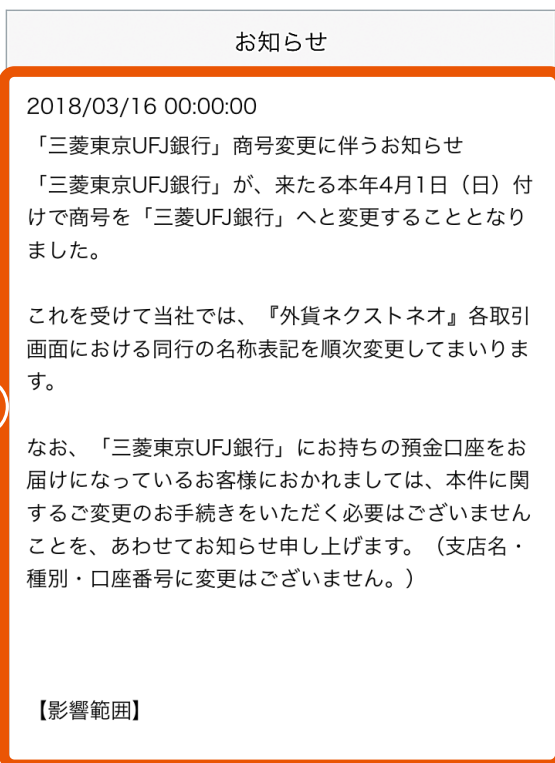 お知らせ
2018/03/16 00:00:00
「三菱東京UFJ銀行」商号変更に伴うお知らせ
「三菱東京UFJ銀行」が、来たる本年4月1日（日）付
けで商号を「三菱UFJ銀行」へと変更することとなり
ました。
これを受けて当社では、『外貨ネクストネオ』各取引
画面における同行の名称表記を順次変更してまいりま
す。
なお、「三菱東京UFJ銀行」にお持ちの預金口座をお
届けになっているお客様におかれましては、本件に関
するご変更のお手続きをいただく必要はございません
ことを、あわせてお知らせ申し上げます。（支店名・
種別・口座番号に変更はございません。）
【影響範囲】